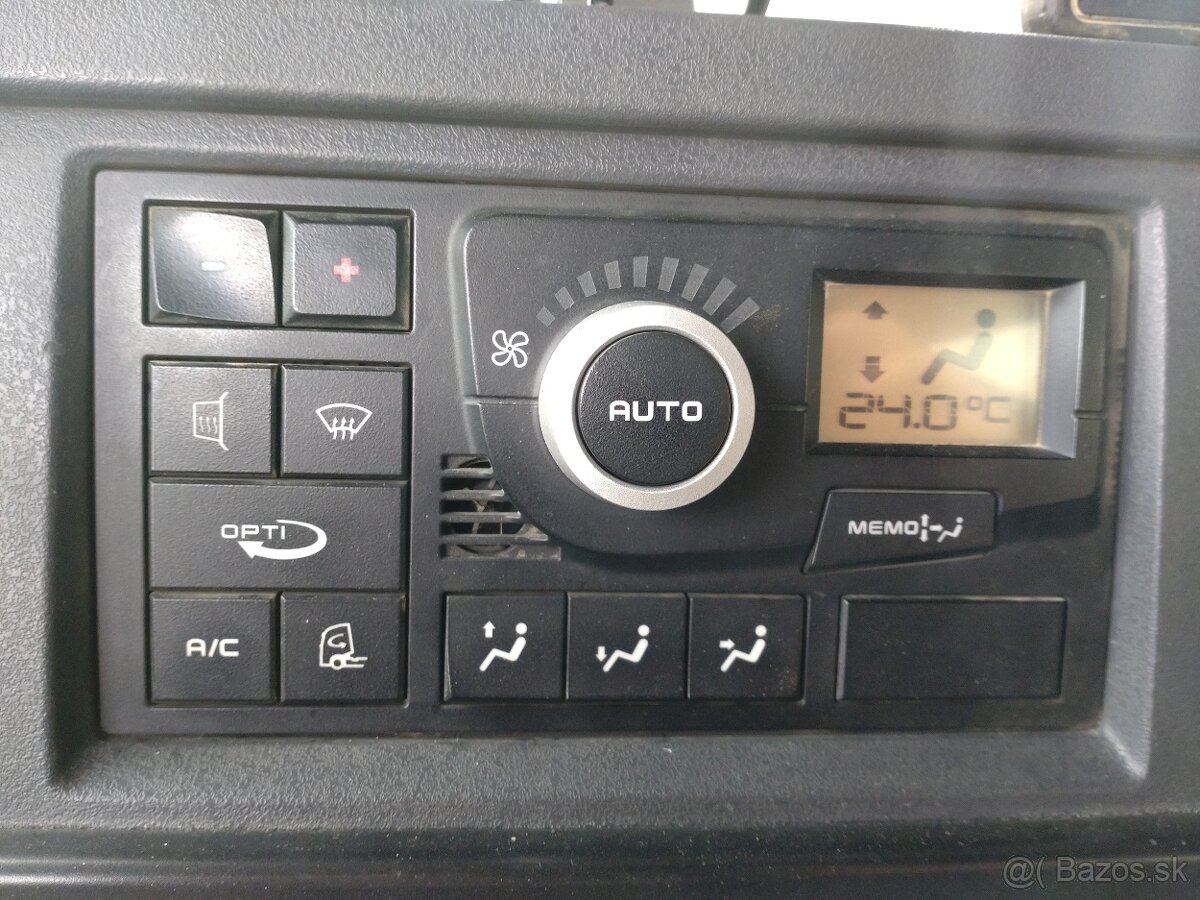 - +
AUTO
24.0°C
OPTI
MEMO
A/C
@( Bazos.sk